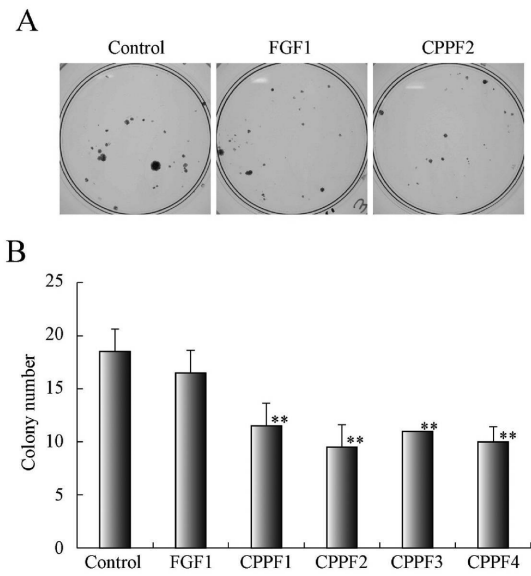 A
Control FGF1 CPPF2
B
25
20
15
10
5
0
Colony number
**
**
**
**
Control FGF1 CPPF1 CPPF2 CPPF3 CPPF4